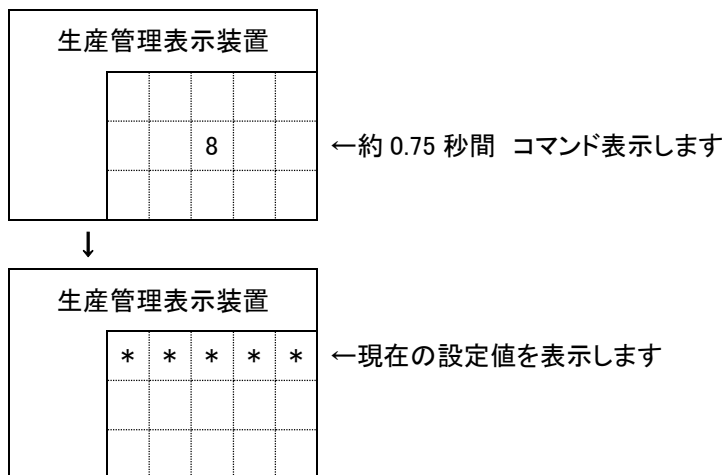 生産管理表示装置
8
←約 0.75 秒間 コマンド表示します
↓
生産管理表示装置
* * * * *
←現在の設定値を表示します